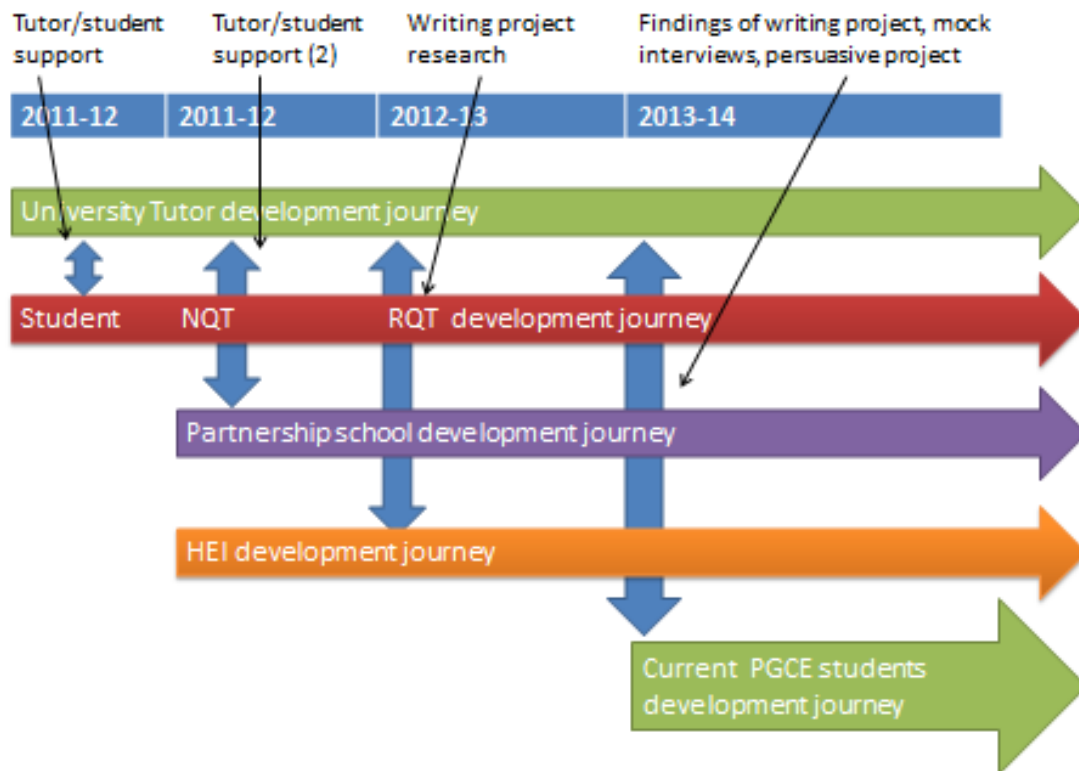 Tutor/student
support
Tutor/student
support (2)
Writing project
research
Findings of writing project, mock
interviews, persuasive project
2011-12
2011-12
2012-13
2013-14
University Tutor development journey
Student
NQT
RQT development journey
Partnership school development journey
HEI development journey
Current PGCE students
development journey